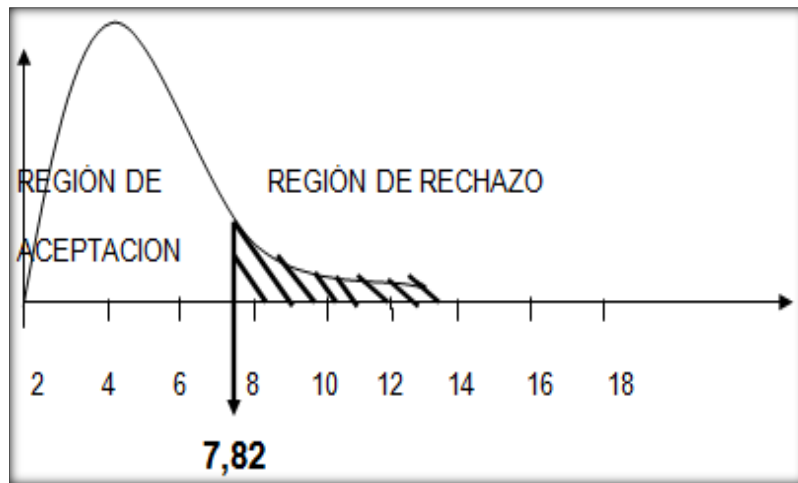 REGIÓN DE
ACEPTACION
REGIÓN DE RECHAZO
2 4 6 8 10 12 14 16 18
7,82